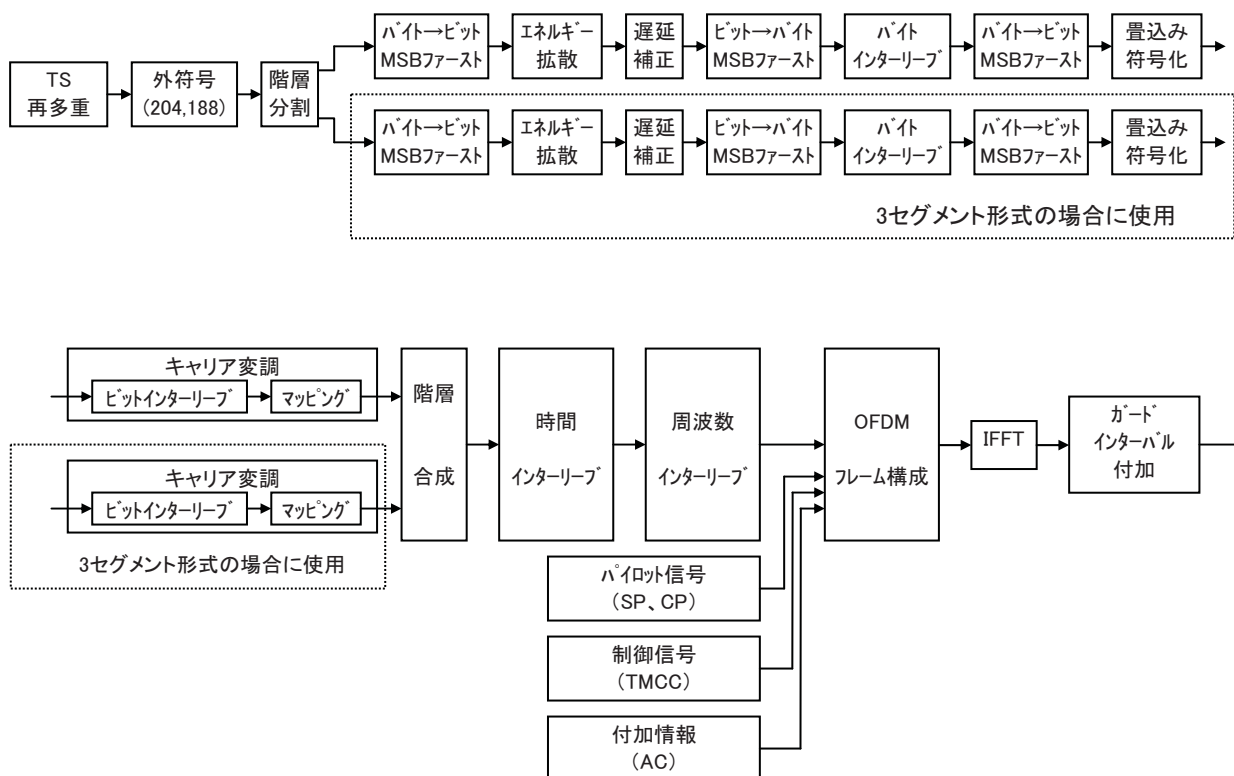 TS
再多重
外符号
(204,188)
階層
分割
ﾊﾞｲﾄ→ﾋﾞｯﾄ
MSBファースト
エネルギー
拡散
遅延
補正
ﾋﾞｯﾄ→ﾊﾞｲﾄ
MSBファースト
バイト
インターリーブ
ﾊﾞｲﾄ→ﾋﾞｯﾄ
MSBファースト
畳込み
符号化
ﾊﾞｲﾄ→ﾋﾞｯﾄ
MSBファースト
エネルギー
拡散
遅延
補正
ﾋﾞｯﾄ→ﾊﾞｲﾄ
MSBファースト
バイト
インターリーブ
ﾊﾞｲﾄ→ﾋﾞｯﾄ
MSBファースト
畳込み
符号化
3セグメント形式の場合に使用
キャリア変調
ビットインターリーブ
マッピング
キャリア変調
ビットインターリーブ
マッピング
3セグメント形式の場合に使用
階層
合成
時間
インターリーブ
周波数
インターリーブ
OFDM
フレーム構成
IFFT
ガード
インターバル
付加
パイロット信号
(SP、CP)
制御信号
(TMCC)
付加情報
(AC)